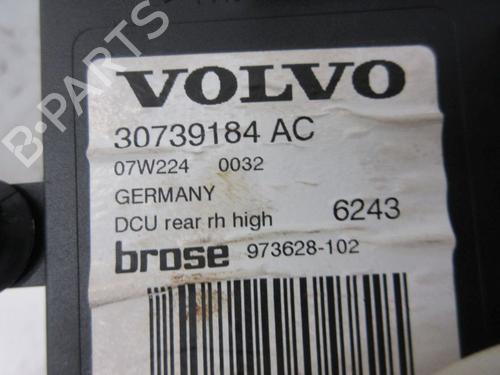 VOLVO
30739184 AC
07W224 0032
GERMANY
DCU rear rh high 6243
brose 973628-102
B-PARTS